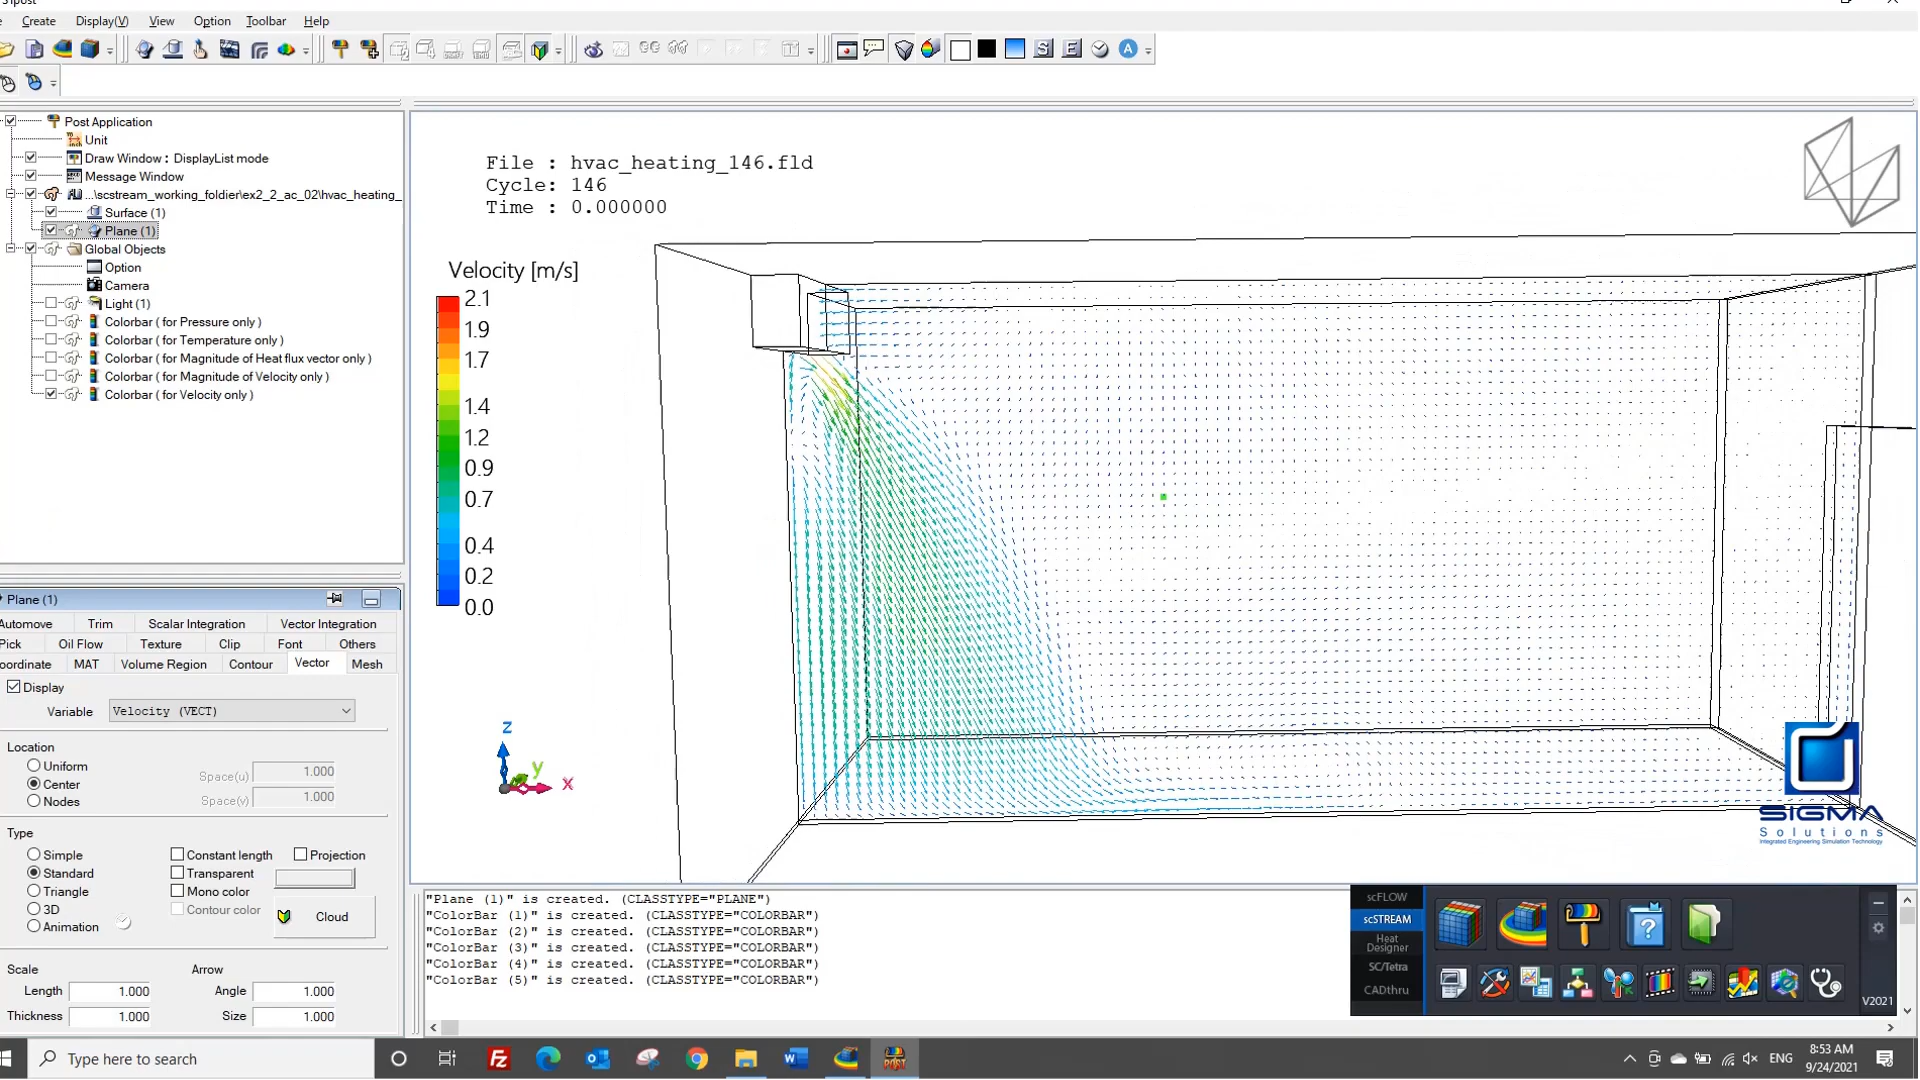 Create Display(V) View Option Toolbar Help
Post Application
Unit
Draw Window : DisplayList mode
Message Window
...\scstream_working_foldier\ex2_2_ac_02\hvac_heating_
Surface (1)
Plane (1)
Global Objects
Option
Camera
Light (1)
Colorbar ( for Pressure only )
Colorbar ( for Temperature only )
Colorbar ( for Magnitude of Heat flux vector only )
Colorbar ( for Magnitude of Velocity only )
Colorbar ( for Velocity only )
File : hvac_heating_146.fld
Cycle: 146
Time : 0.000000
Velocity [m/s]
2.1
1.9
1.7
1.4
1.2
0.9
0.7
0.4
0.2
0.0
z
y
x
SIGMA
Solutions
Integrated Engineering Simulation Technology
Plane (1)
Automove Trim Scalar Integration Vector Integration
Pick Oil Flow Texture Clip Font Others
oordinate MAT Volume Region Contour Vector Mesh
Display
Variable Velocity (VECT)
Location
Uniform Space(u) 1.000
Center
Nodes Space(v) 1.000
Type
Simple Constant length Projection
Standard Transparent
Triangle Mono color
3D Contour color Cloud
Animation
Scale Arrow
Length 1.000 Angle 1.000
Thickness 1.000 Size 1.000
"Plane (1)" is created. (CLASSTYPE="PLANE")
"ColorBar (1)" is created. (CLASSTYPE="COLORBAR")
"ColorBar (2)" is created. (CLASSTYPE="COLORBAR")
"ColorBar (3)" is created. (CLASSTYPE="COLORBAR")
"ColorBar (4)" is created. (CLASSTYPE="COLORBAR")
"ColorBar (5)" is created. (CLASSTYPE="COLORBAR")
scFLOW
scSTREAM
Heat
Designer
SC/Tetra
CADthru
V2021
Type here to search
ENG
8:53 AM
9/24/2021